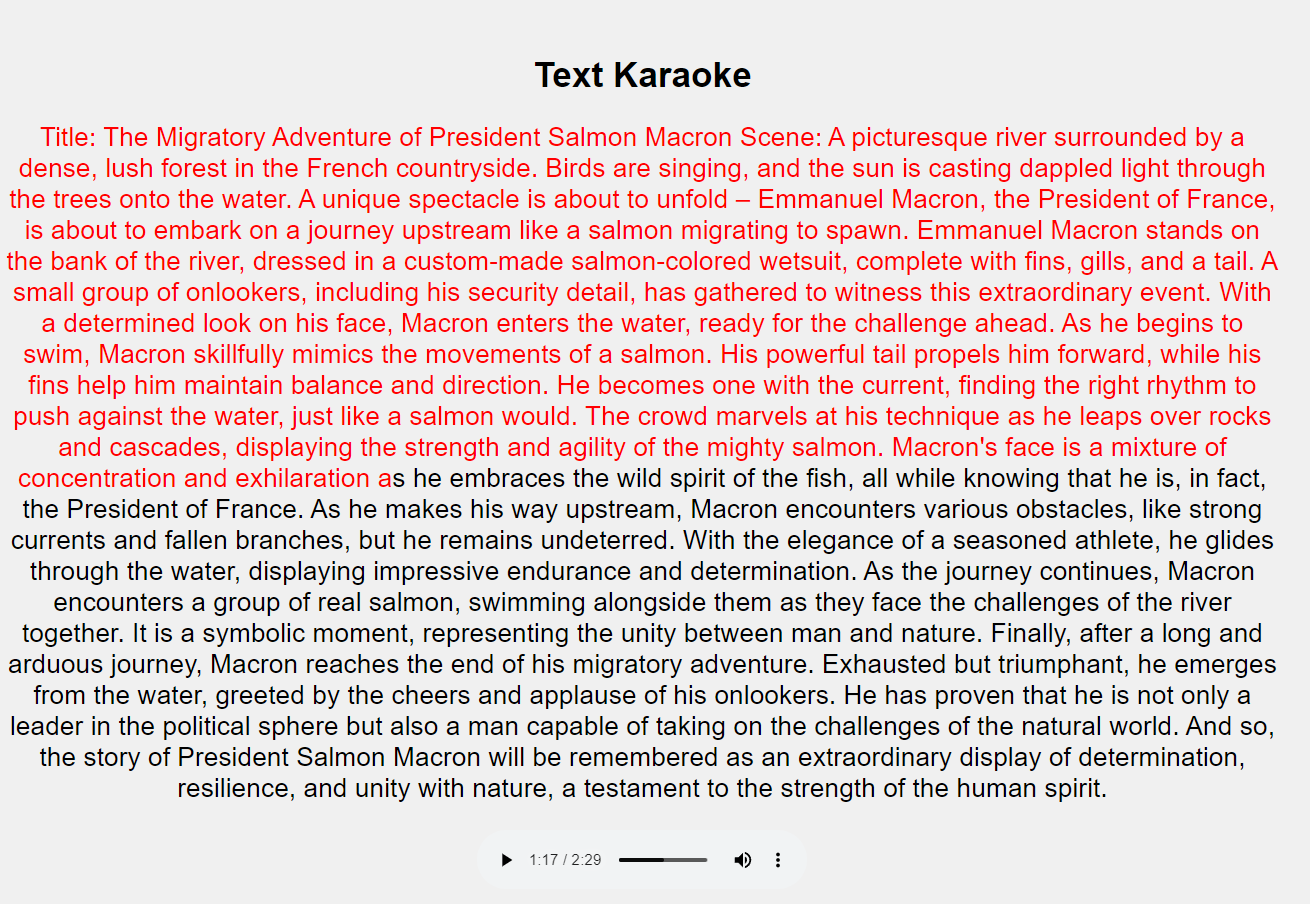 Text Karaoke
Title: The Migratory Adventure of President Salmon Macron Scene: A picturesque river surrounded by a
dense, lush forest in the French countryside. Birds are singing, and the sun is casting dappled light through
the trees onto the water. A unique spectacle is about to unfold – Emmanuel Macron, the President of France,
is about to embark on a journey upstream like a salmon migrating to spawn. Emmanuel Macron stands on
the bank of the river, dressed in a custom-made salmon-colored wetsuit, complete with fins, gills, and a tail. A
small group of onlookers, including his security detail, has gathered to witness this extraordinary event. With
a determined look on his face, Macron enters the water, ready for the challenge ahead. As he begins to
swim, Macron skillfully mimics the movements of a salmon. His powerful tail propels him forward, while his
fins help him maintain balance and direction. He becomes one with the current, finding the right rhythm to
push against the water, just like a salmon would. The crowd marvels at his technique as he leaps over rocks
and cascades, displaying the strength and agility of the mighty salmon. Macron's face is a mixture of
concentration and exhilaration as he embraces the wild spirit of the fish, all while knowing that he is, in fact,
the President of France. As he makes his way upstream, Macron encounters various obstacles, like strong
currents and fallen branches, but he remains undeterred. With the elegance of a seasoned athlete, he glides
through the water, displaying impressive endurance and determination. As the journey continues, Macron
encounters a group of real salmon, swimming alongside them as they face the challenges of the river
together. It is a symbolic moment, representing the unity between man and nature. Finally, after a long and
arduous journey, Macron reaches the end of his migratory adventure. Exhausted but triumphant, he emerges
from the water, greeted by the cheers and applause of his onlookers. He has proven that he is not only a
leader in the political sphere but also a man capable of taking on the challenges of the natural world. And so,
the story of President Salmon Macron will be remembered as an extraordinary display of determination,
resilience, and unity with nature, a testament to the strength of the human spirit.
1:17 / 2:29